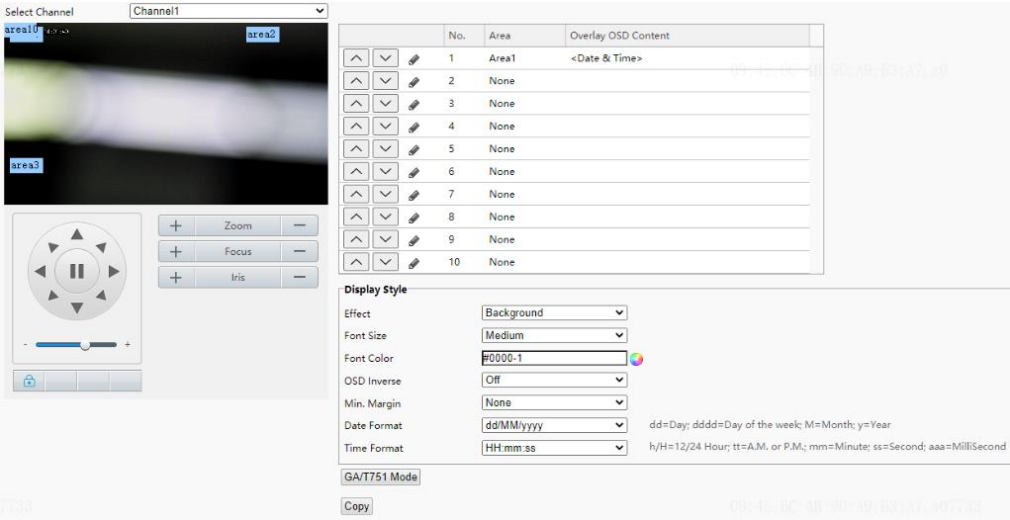 Select Channel Channel1
area10
area2
area3
Zoom
Focus
Iris
No. Area Overlay OSD Content
1 Area1 <Date & Time>
2 None
3 None
4 None
5 None
6 None
7 None
8 None
9 None
10 None
Display Style
Effect Background
Font Size Medium
Font Color #0000-1
OSD Inverse Off
Min. Margin None
Date Format dd/MM/yyyy dd=Day; dddd=Day of the week; M=Month; y=Year
Time Format HH:mm:ss h/H=12/24 Hour; tt=A.M. or P.M.; mm=Minute; ss=Second; aaa=MilliSecond
GA/T751 Mode
Copy